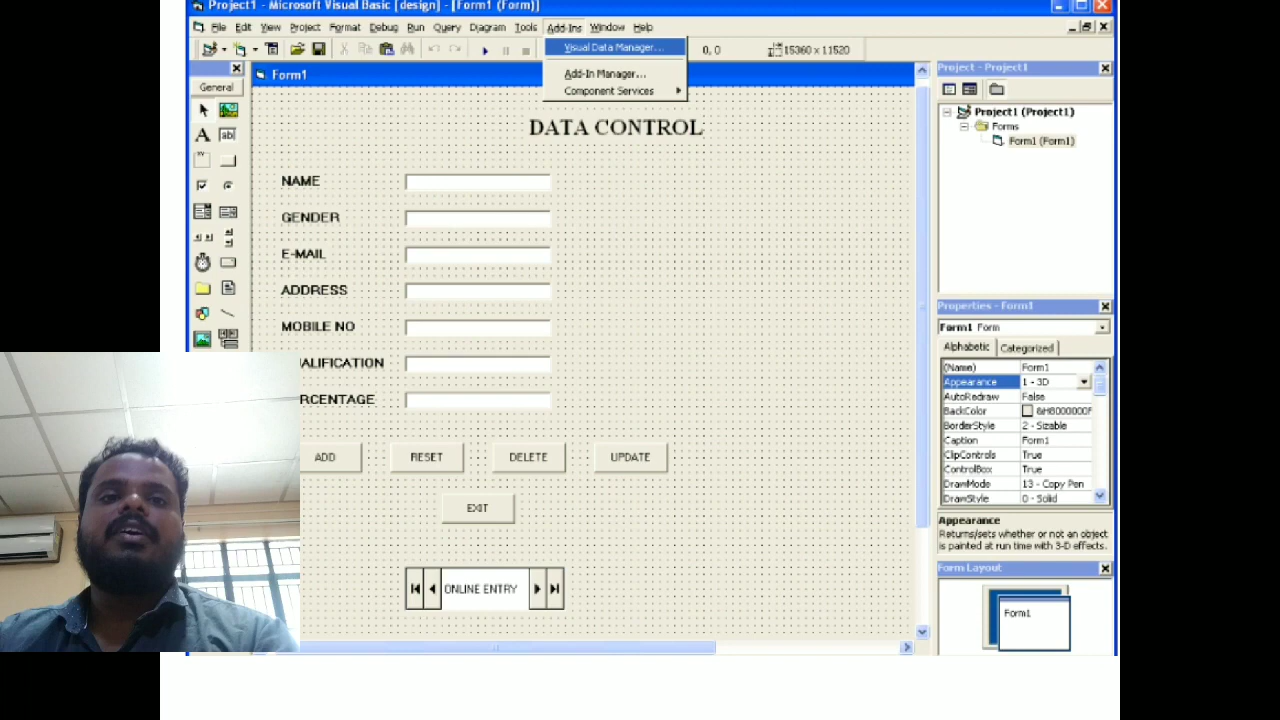 Project1 - Microsoft Visual Basic [design] - [Form1 (Form)]
File Edit View Project Format Debug Run Query Diagram Tools Add-Ins Window Help
Visual Data Manager...
0, 0
15360 x 11520
Add-In Manager...
Component Services
General
Form1
DATA CONTROL
NAME
GENDER
E-MAIL
ADDRESS
MOBILE NO
ALIFICATION
RCENTAGE
ADD RESET DELETE UPDATE
EXIT
ONLINE ENTRY
Project - Project1
Project1 (Project1)
Forms
Form1 (Form1)
Properties - Form1
Form1 Form
Alphabetic Categorized
(Name) Form1
Appearance 1 - 3D
AutoRedraw False
BackColor &H8000000F
BorderStyle 2 - Sizable
Caption Form1
ClipControls True
ControlBox True
DrawMode 13 - Copy Pen
DrawStyle 0 - Solid
Appearance
Returns/sets whether or not an object
is painted at run time with 3-D effects.
Form Layout
Form1